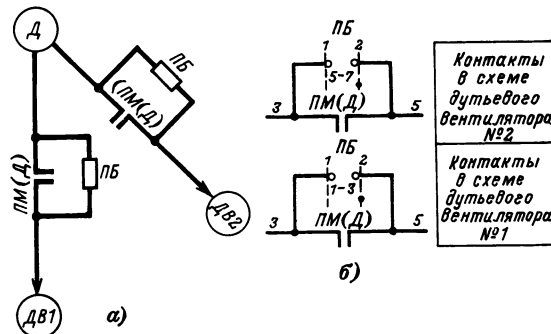 Д
ПБ
(ПМ(Д)
ПМ(Д)
ПБ
ДВ2
ДВ1
а)
ПБ
1 2
5-7
3 ПМ(Д) 5
ПБ
1 2
1-3
3 ПМ(Д) 5
б)
Контакты
в схеме
дутьевого
вентилятора
№2
Контакты
в схеме
дутьевого
вентилятора
№1